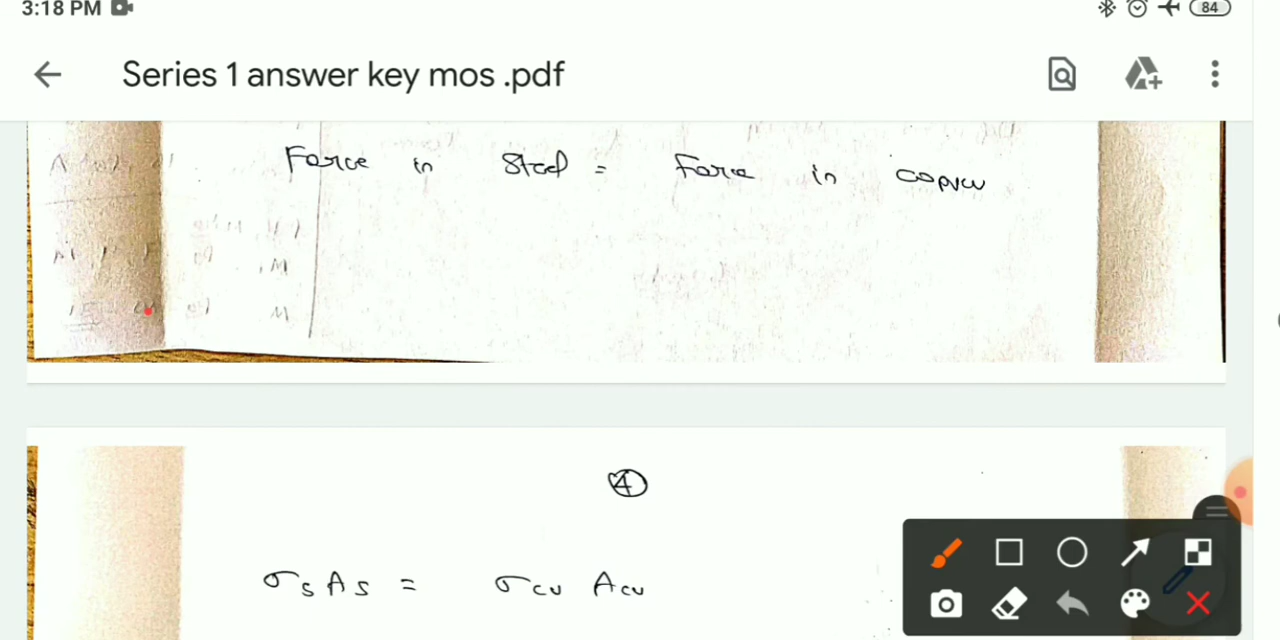 3:18 PM 84
Series 1 answer key mos .pdf
Force in Steel = Force in
4
σs As = σcu Acu